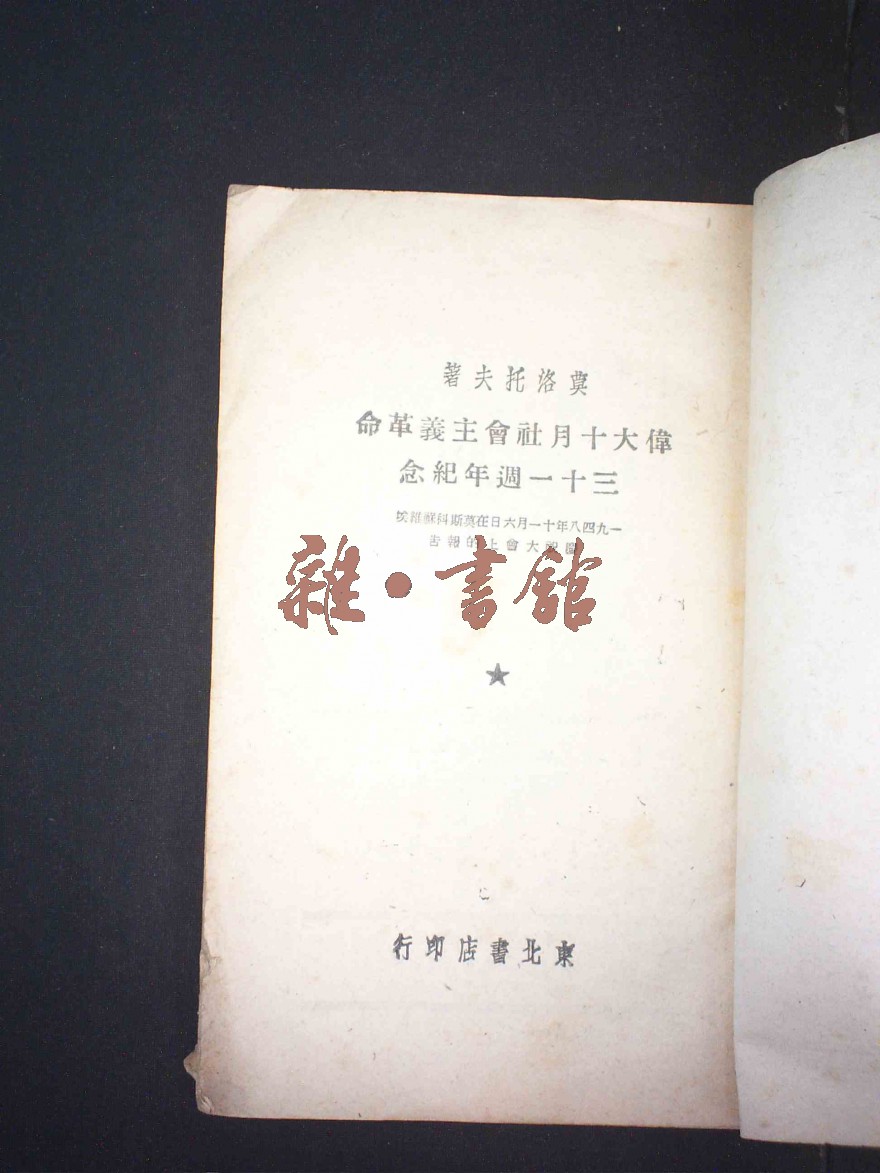 莫洛托夫著
偉大十月社會主義革命
三十一週年紀念
一九四八年十一月六日在莫斯科蘇維埃
慶祝大會上的報告
雜·書館
★
東北書店印行